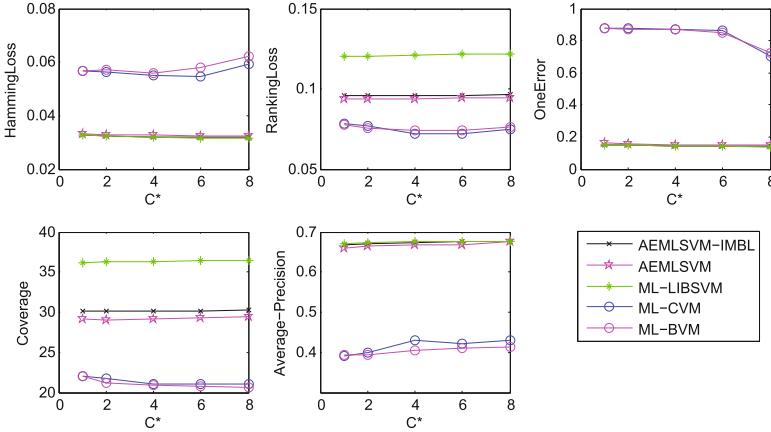 HammingLoss
0.08
0.06
0.04
0.02
0 2 4 6 8
C*
RankingLoss
0.15
0.1
0.05
0 2 4 6 8
C*
OneError
1
0.8
0.6
0.4
0.2
0
0 2 4 6 8
C*
Coverage
40
35
30
25
20
0 2 4 6 8
C*
Average−Precision
0.7
0.6
0.5
0.4
0 2 4 6 8
C*
AEMLSVM−IMBL
AEMLSVM
ML−LIBSVM
ML−CVM
ML−BVM